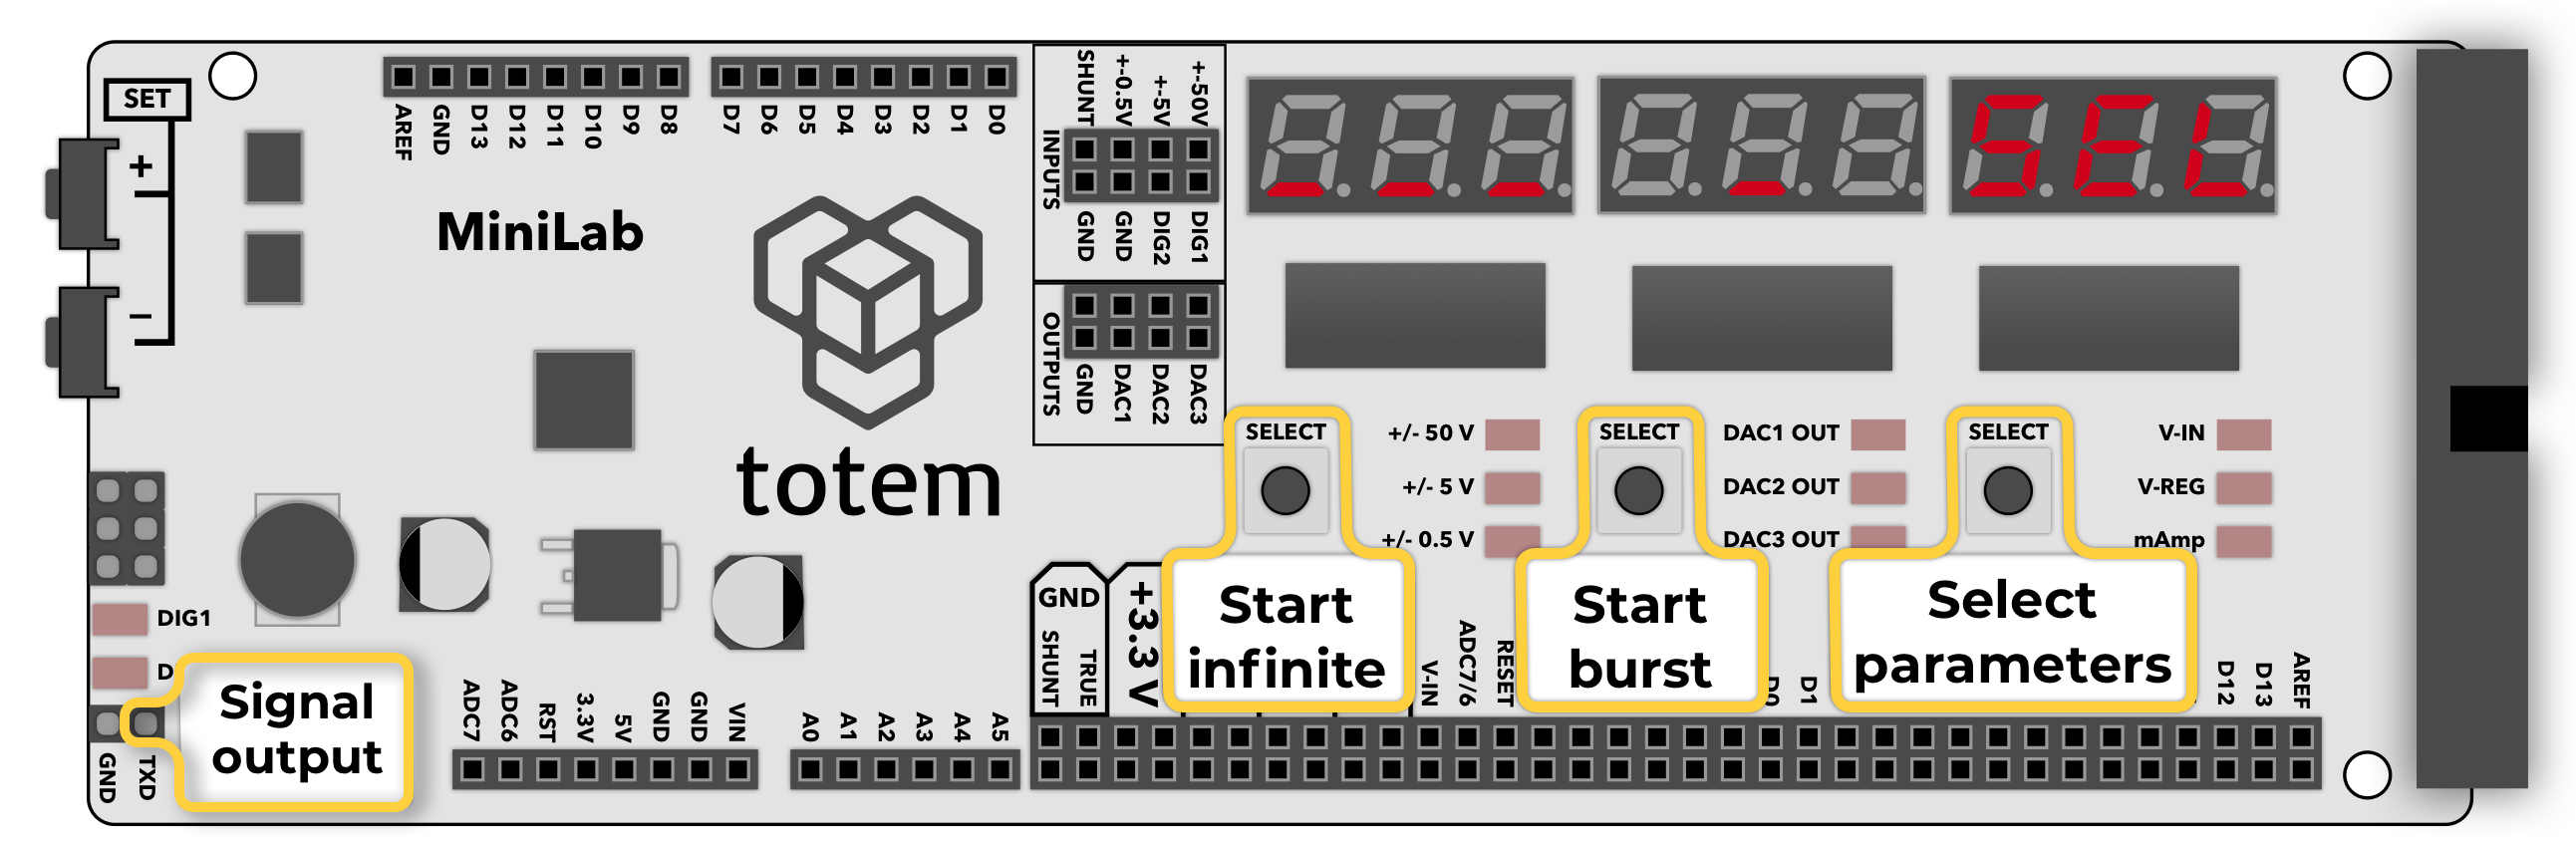 SET
+
−
AREF GND D13 D12 D11 D10 D9 D8
D7 D6 D5 D4 D3 D2 D1 D0
SHUNT +-0.5V +-5V +-50V
INPUTS
GND GND DIG2 DIG1
OUTPUTS
GND DAC1 DAC2 DAC3
_ _ _
_
SEL
MiniLab
totem
SELECT
+/- 50 V
+/- 5 V
+/- 0.5 V
SELECT
DAC1 OUT
DAC2 OUT
DAC3 OUT
SELECT
V-IN
V-REG
mAmp
Start
infinite
Start
burst
Select
parameters
DIG1
D
Signal
output
GND TXD
ADC7 ADC6 RST 3.3V 5V GND GND VIN
A0 A1 A2 A3 A4 A5
GND
SHUNT TRUE
+3.3 V
V-IN ADC7/6 RESET
D0 D1
D12 D13 AREF